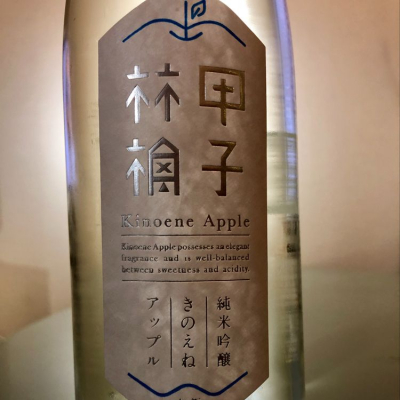 甲子
林檎
Kinoene Apple
Kinoene Apple possesses an elegant
fragrance and is well-balanced
between sweetness and acidity.
純米吟醸
きのえね
アップル